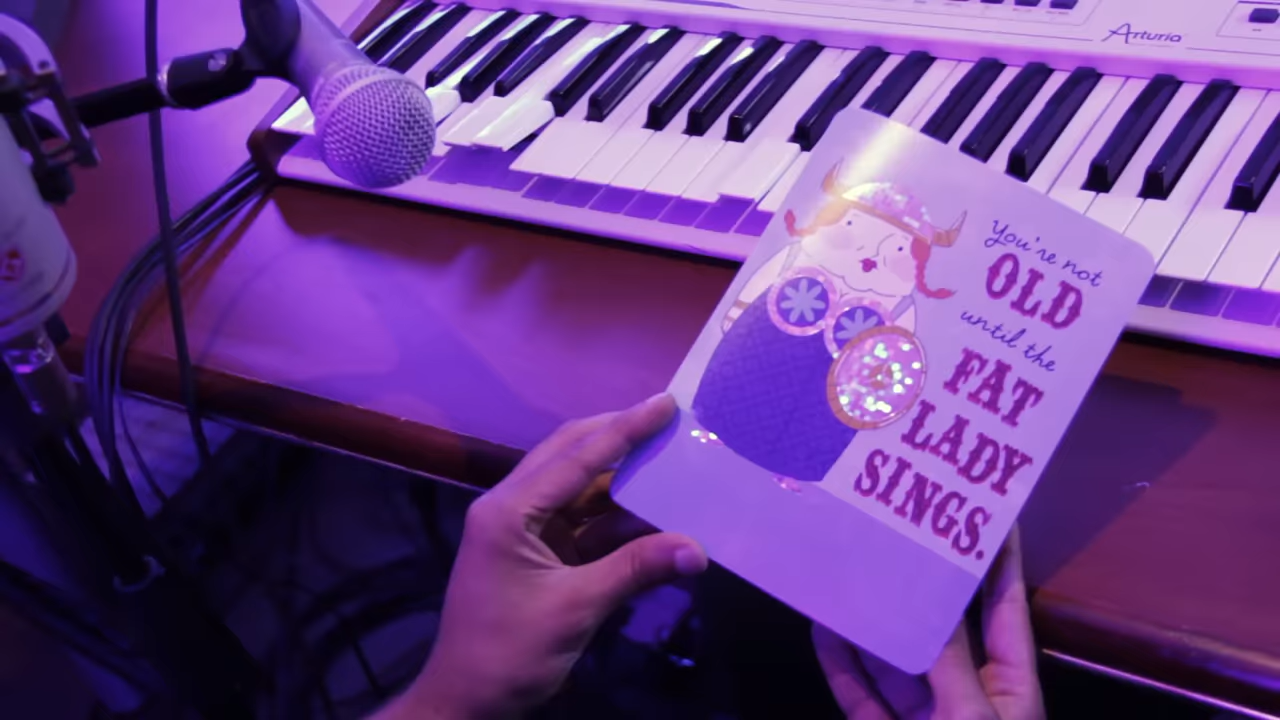 Arturia
you're not
OLD
until the
FAT
LADY
SINGS.